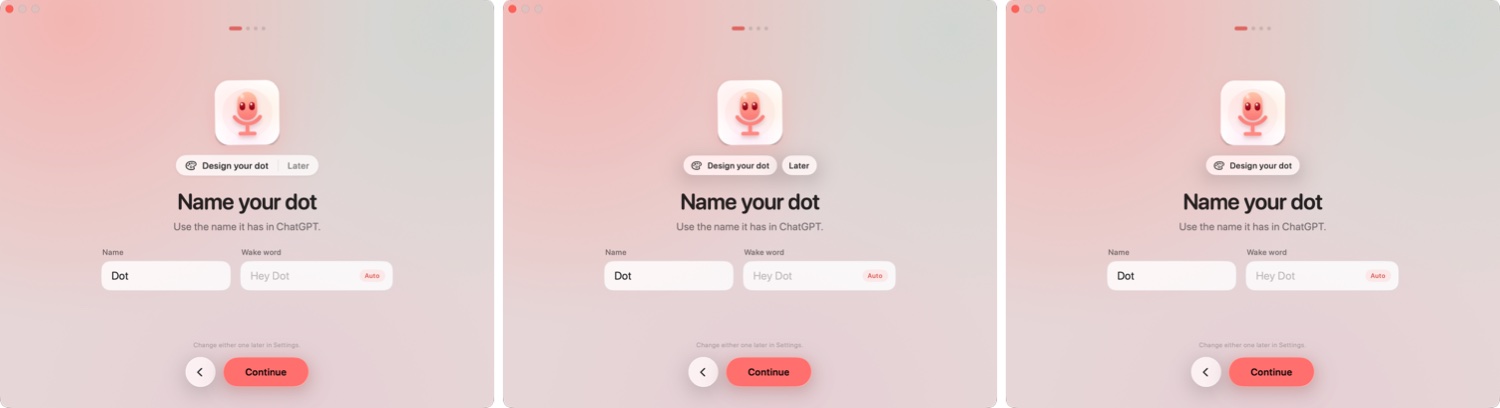 Design your dot Later
Name your dot
Use the name it has in ChatGPT.
Name Wake word
Dot Hey Dot Auto
Change either one later in Settings.
Continue
Design your dot Later
Name your dot
Use the name it has in ChatGPT.
Name Wake word
Dot Hey Dot Auto
Change either one later in Settings.
Continue
Design your dot
Name your dot
Use the name it has in ChatGPT.
Name Wake word
Dot Hey Dot Auto
Change either one later in Settings.
Continue